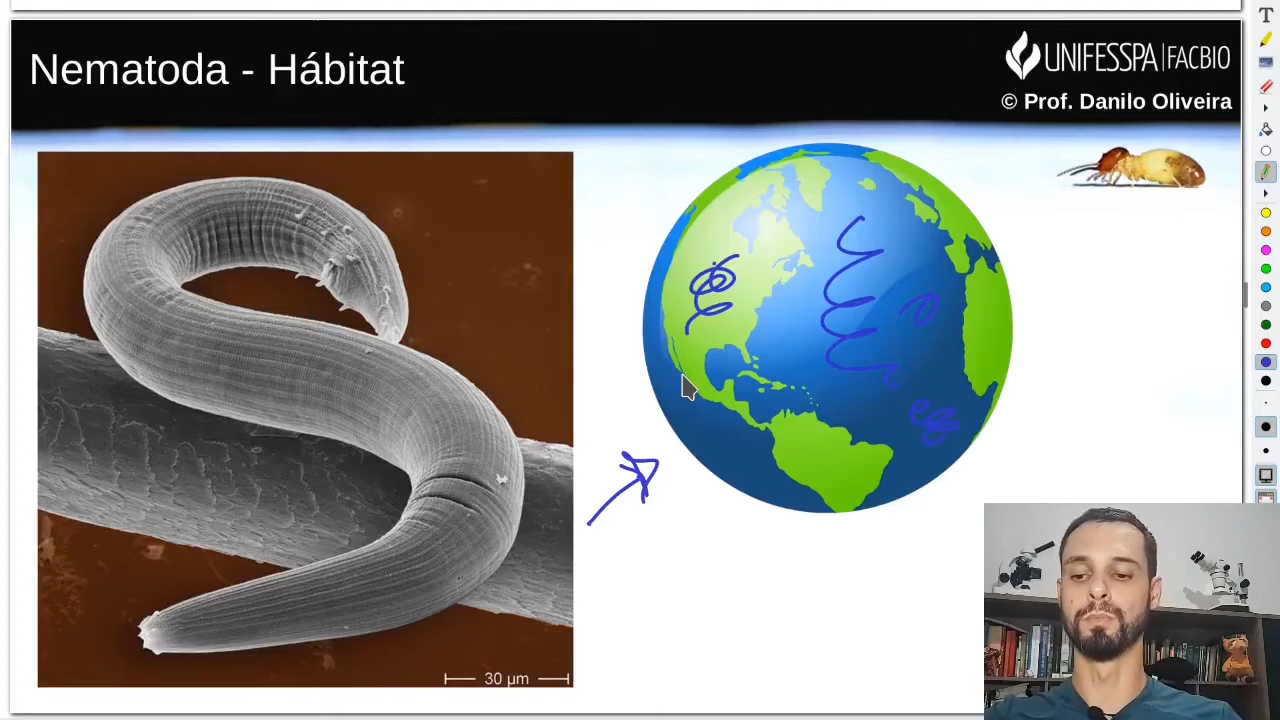 Nematoda - Hábitat
UNIFESSPA|FACBIO
© Prof. Danilo Oliveira
T
30 µm